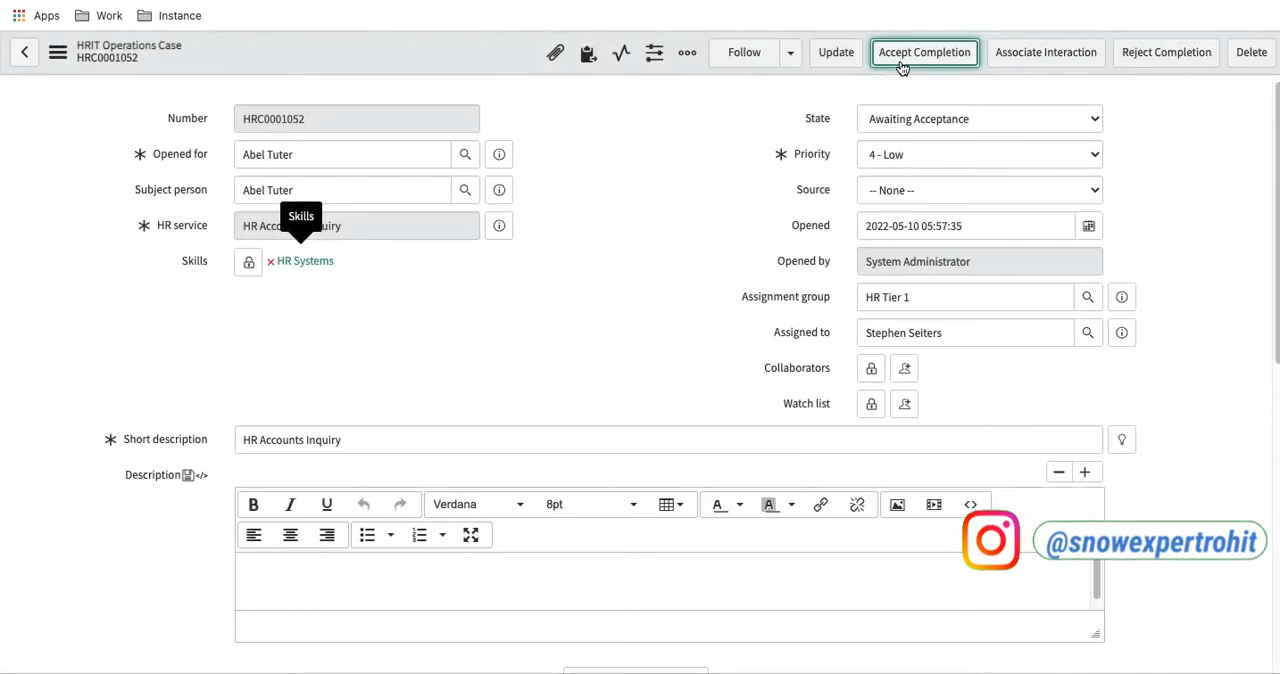 Apps Work Instance
HRIT Operations Case
HRC0001052
Follow Update Accept Completion Associate Interaction Reject Completion Delete
Number HRC0001052
Opened for Abel Tuter
Subject person Abel Tuter
Skills
HR service HR Acco iquiry
Skills HR Systems
State Awaiting Acceptance
Priority 4 - Low
Source -- None --
Opened 2022-05-10 05:57:35
Opened by System Administrator
Assignment group HR Tier 1
Assigned to Stephen Seiters
Collaborators
Watch list
Short description HR Accounts Inquiry
Description
B I U Verdana 8pt A A
@snowexpertrohit